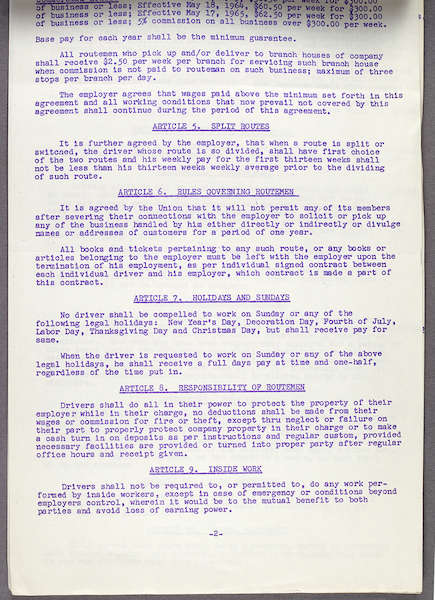 of business or less; Effective May 18, 1964, $60.50 per week for $300.00
of business or less; Effective May 17, 1965, $62.50 per week for $300.00
of business or less; 5% commission on all business over $300.00 per week.
Base pay for each year shall be the minimum guarantee.
All routemen who pick up and/or deliver to branch houses of company
shall receive $2.50 per week per branch for servicing such branch house
when commission is not paid to routeman on such business; maximum of three
stops per branch per day.
The employer agrees that wages paid above the minimum set forth in this
agreement and all working conditions that now prevail not covered by this
agreement shall continue during the period of this agreement.
ARTICLE 5. SPLIT ROUTES
It is further agreed by the employer, that when a route is split or
switched, the driver whose route is so divided, shall have first choice
of the two routes and his weekly pay for the first thirteen weeks shall
not be less than his thirteen weeks weekly average prior to the dividing
of such route.
ARTICLE 6. RULES GOVERNING ROUTEMEN
It is agreed by the Union that it will not permit any of its members
after severing their connections with the employer to solicit or pick up
any of the business handled by him either directly or indirectly or divulge
names or addresses of customers for a period of one year.
All books and tickets pertaining to any such route, or any books or
articles belonging to the employer must be left with the employer upon the
termination of his employment, as per individual signed contract between
each individual driver and his employer, which contract is made a part of
this contract.
ARTICLE 7. HOLIDAYS AND SUNDAYS
No driver shall be compelled to work on Sunday or any of the
following legal holidays: New Year's Day, Decoration Day, Fourth of July,
Labor Day, Thanksgiving Day and Christmas Day, but shall receive pay for
same.
When the driver is requested to work on Sunday or any of the above
legal holidays, he shall receive a full days pay at time and one-half,
regardless of the time put in.
ARTICLE 8. RESPONSIBILITY OF ROUTEMEN
Drivers shall do all in their power to protect the property of their
employer while in their charge, no deductions shall be made from their
wages or commission for fire or theft, except thru neglect or failure on
their part to properly protect company property in their charge or to make
a cash turn in on deposits as per instructions and regular custom, provided
necessary facilities are provided or turned into proper party after regular
office hours and receipt given.
ARTICLE 9. INSIDE WORK
Drivers shall not be required to, or permitted to, do any work per-
formed by inside workers, except in case of emergency or conditions beyond
employers control, wherein it would be to the mutual benefit to both
parties and avoid loss of earning power.
-2-